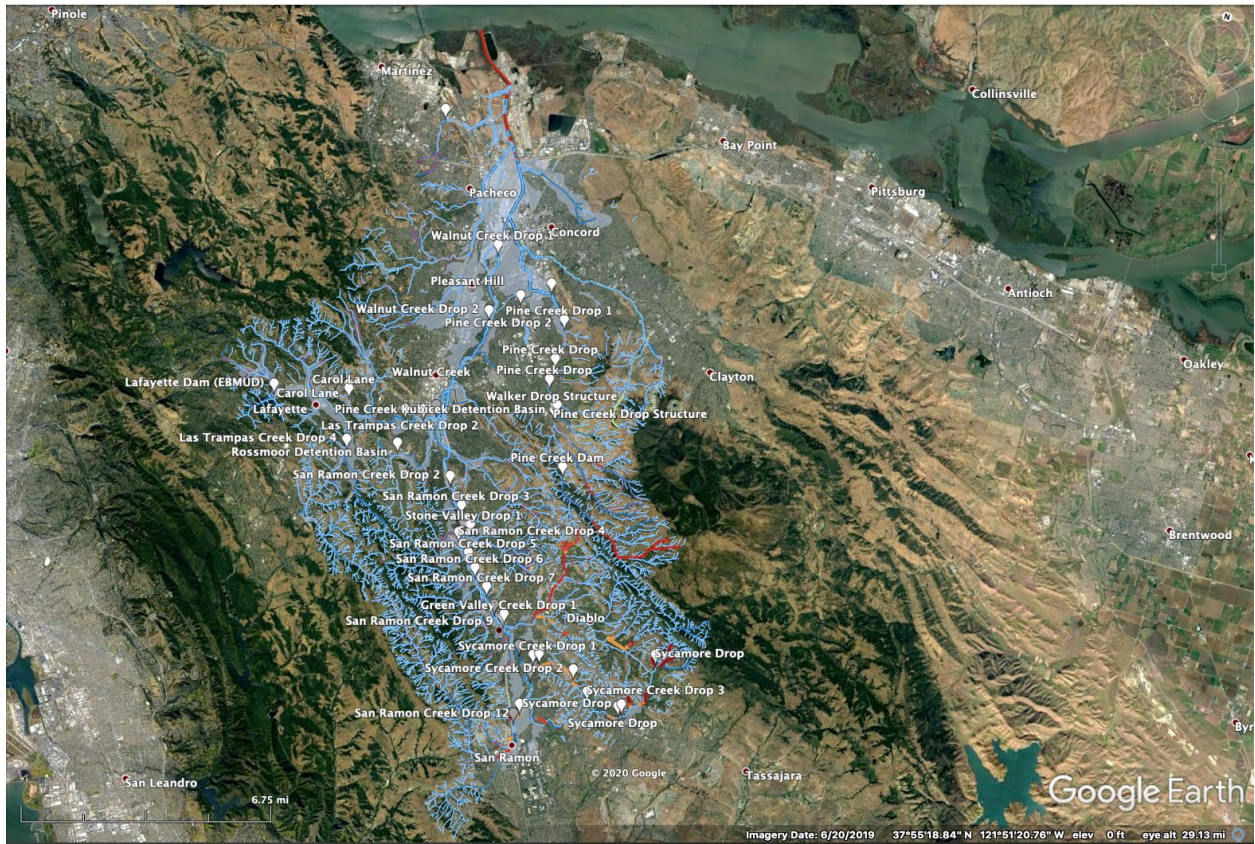 Pinole
N
Martinez
Collinsville
Bay Point
Pittsburg
Pacheco
Concord
Walnut Creek Drop 1
Pleasant Hill
Antioch
Walnut Creek Drop 2
Pine Creek Drop 1
Pine Creek Drop 2
Pine Creek Drop
Oakley
Walnut Creek
Pine Creek Drop
Clayton
Lafayette Dam (EBMUD)
Carol Lane
Carol Lane
Walker Drop Structure
Lafayette
Pine Creek Kubicek Detention Basin
Pine Creek Drop Structure
Las Trampas Creek Drop 2
Las Trampas Creek Drop 4
Rossmoor Detention Basin
Pine Creek Dam
San Ramon Creek Drop 2
San Ramon Creek Drop 3
Stone Valley Drop 1
San Ramon Creek Drop 4
Brentwood
San Ramon Creek Drop 5
San Ramon Creek Drop 6
San Ramon Creek Drop 7
Green Valley Creek Drop 1
San Ramon Creek Drop 9
Diablo
Sycamore Creek Drop 1
Sycamore Drop
Sycamore Creek Drop 2
Sycamore Creek Drop 3
Sycamore Drop
San Ramon Creek Drop 12
Sycamore Drop
Byr
San Ramon
© 2020 Google
Tassajara
San Leandro
Google Earth
6.75 mi
Imagery Date: 6/20/2019 37°55'18.84" N 121°51'20.76" W elev 0 ft eye alt 29.13 mi